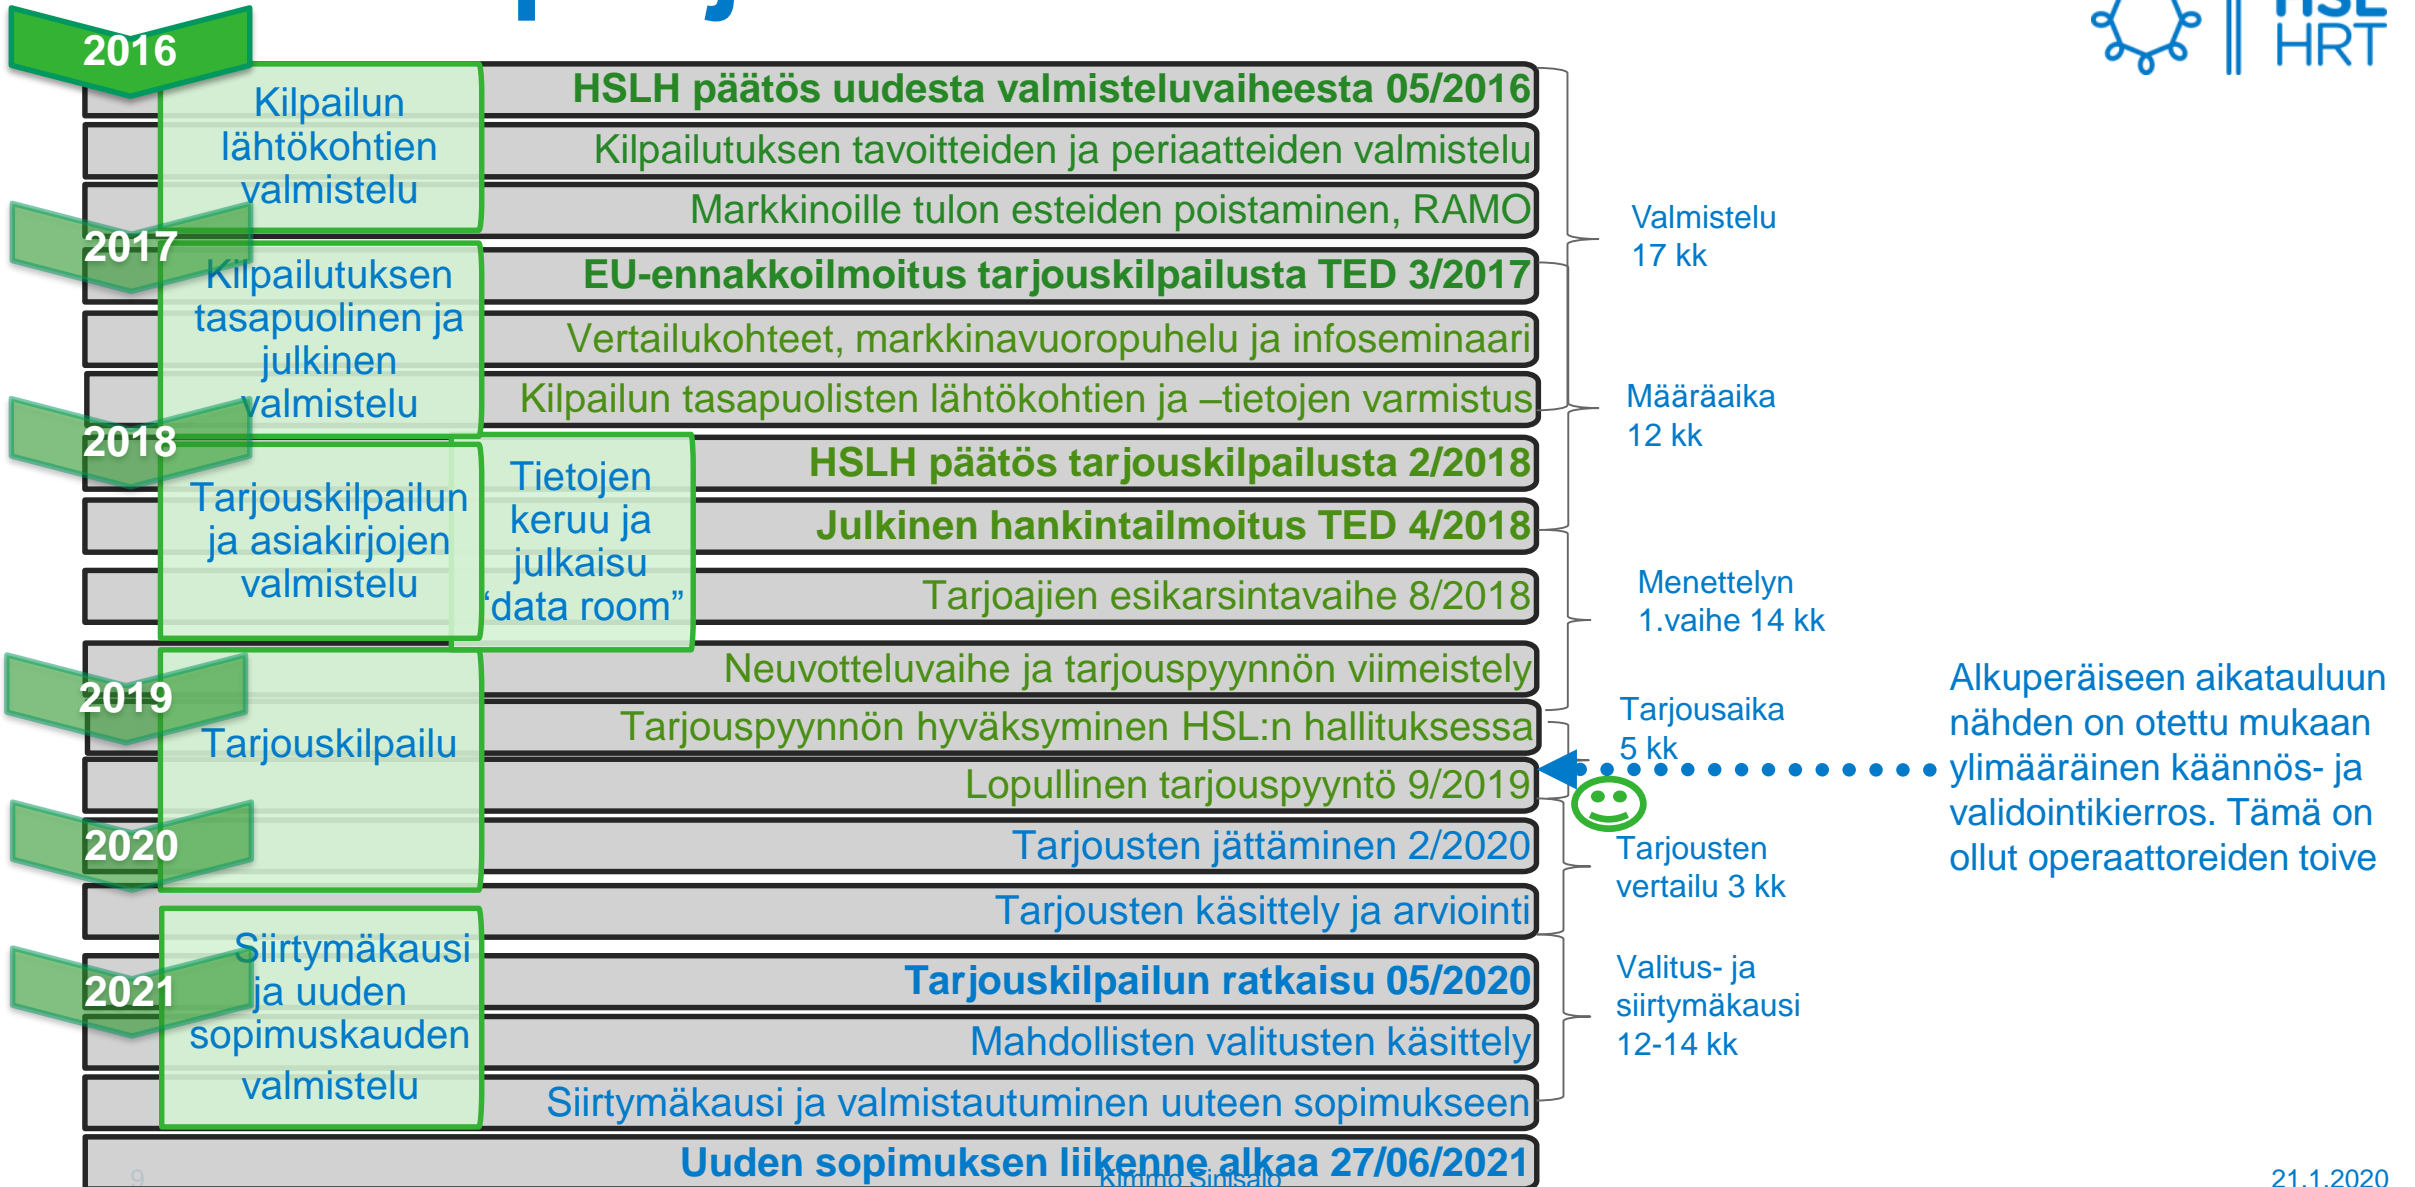 HSL
HRT
2016
Kilpailun
lähtökohtien
valmistelu
HSLH päätös uudesta valmisteluvaiheesta 05/2016
Kilpailutuksen tavoitteiden ja periaatteiden valmistelu
Markkinoille tulon esteiden poistaminen, RAMO
Valmistelu
17 kk
2017
Kilpailutuksen
tasapuolinen ja
julkinen
valmistelu
EU-ennakkoilmoitus tarjouskilpailusta TED 3/2017
Vertailukohteet, markkinavuoropuhelu ja infoseminaari
Kilpailun tasapuolisten lähtökohtien ja –tietojen varmistus
Määräaika
12 kk
2018
Tarjouskilpailun
ja asiakirjojen
valmistelu
Tietojen
keruu ja
julkaisu
“data room”
HSLH päätös tarjouskilpailusta 2/2018
Julkinen hankintailmoitus TED 4/2018
Tarjoajien esikarsintavaihe 8/2018
Menettelyn
1.vaihe 14 kk
2019
Tarjouskilpailu
Neuvotteluvaihe ja tarjouspyynnön viimeistely
Tarjouspyynnön hyväksyminen HSL:n hallituksessa
Lopullinen tarjouspyyntö 9/2019
Tarjousaika
5 kk
Alkuperäiseen aikatauluun
nähden on otettu mukaan
ylimääräinen käännös- ja
validointikierros. Tämä on
ollut operaattoreiden toive
2020
Tarjousten jättäminen 2/2020
Tarjousten käsittely ja arviointi
Tarjousten
vertailu 3 kk
2021
Siirtymäkausi
ja uuden
sopimuskauden
valmistelu
Tarjouskilpailun ratkaisu 05/2020
Mahdollisten valitusten käsittely
Siirtymäkausi ja valmistautuminen uuteen sopimukseen
Valitus- ja
siirtymäkausi
12-14 kk
Uuden sopimuksen liikenne alkaa 27/06/2021
9
Kimmo Sinisalo
21.1.2020